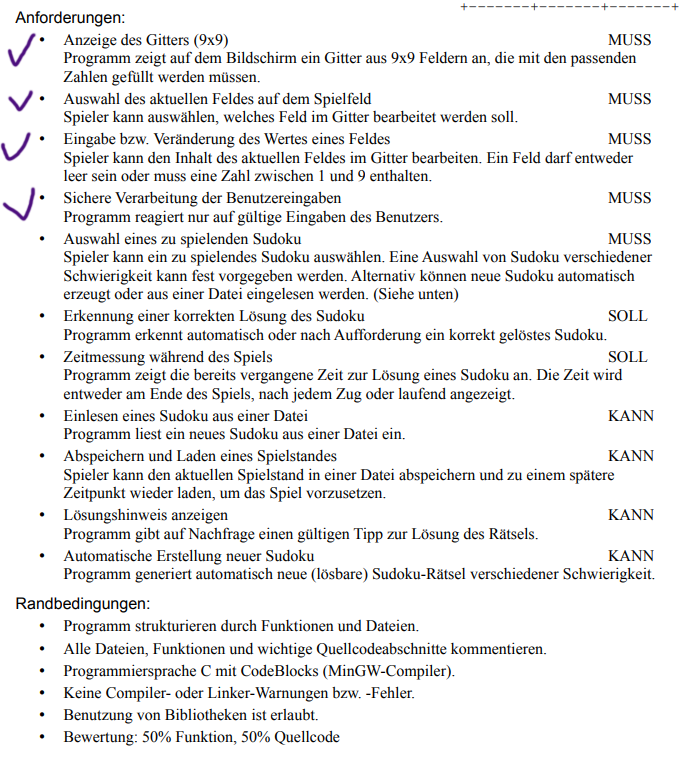 +-------+-------+-------+
Anforderungen:
• Anzeige des Gitters (9x9) MUSS
Programm zeigt auf dem Bildschirm ein Gitter aus 9x9 Feldern an, die mit den passenden
Zahlen gefüllt werden müssen.
• Auswahl des aktuellen Feldes auf dem Spielfeld MUSS
Spieler kann auswählen, welches Feld im Gitter bearbeitet werden soll.
• Eingabe bzw. Veränderung des Wertes eines Feldes MUSS
Spieler kann den Inhalt des aktuellen Feldes im Gitter bearbeiten. Ein Feld darf entweder
leer sein oder muss eine Zahl zwischen 1 und 9 enthalten.
• Sichere Verarbeitung der Benutzereingaben MUSS
Programm reagiert nur auf gültige Eingaben des Benutzers.
• Auswahl eines zu spielenden Sudoku MUSS
Spieler kann ein zu spielendes Sudoku auswählen. Eine Auswahl von Sudoku verschiedener
Schwierigkeit kann fest vorgegeben werden. Alternativ können neue Sudoku automatisch
erzeugt oder aus einer Datei eingelesen werden. (Siehe unten)
• Erkennung einer korrekten Lösung des Sudoku SOLL
Programm erkennt automatisch oder nach Aufforderung ein korrekt gelöstes Sudoku.
• Zeitmessung während des Spiels SOLL
Programm zeigt die bereits vergangene Zeit zur Lösung eines Sudoku an. Die Zeit wird
entweder am Ende des Spiels, nach jedem Zug oder laufend angezeigt.
• Einlesen eines Sudoku aus einer Datei KANN
Programm liest ein neues Sudoku aus einer Datei ein.
• Abspeichern und Laden eines Spielstandes KANN
Spieler kann den aktuellen Spielstand in einer Datei abspeichern und zu einem spätere
Zeitpunkt wieder laden, um das Spiel vorzusetzen.
• Lösungshinweis anzeigen KANN
Programm gibt auf Nachfrage einen gültigen Tipp zur Lösung des Rätsels.
• Automatische Erstellung neuer Sudoku KANN
Programm generiert automatisch neue (lösbare) Sudoku-Rätsel verschiedener Schwierigkeit.
Randbedingungen:
• Programm strukturieren durch Funktionen und Dateien.
• Alle Dateien, Funktionen und wichtige Quellcodeabschnitte kommentieren.
• Programmiersprache C mit CodeBlocks (MinGW-Compiler).
• Keine Compiler- oder Linker-Warnungen bzw. -Fehler.
• Benutzung von Bibliotheken ist erlaubt.
• Bewertung: 50% Funktion, 50% Quellcode